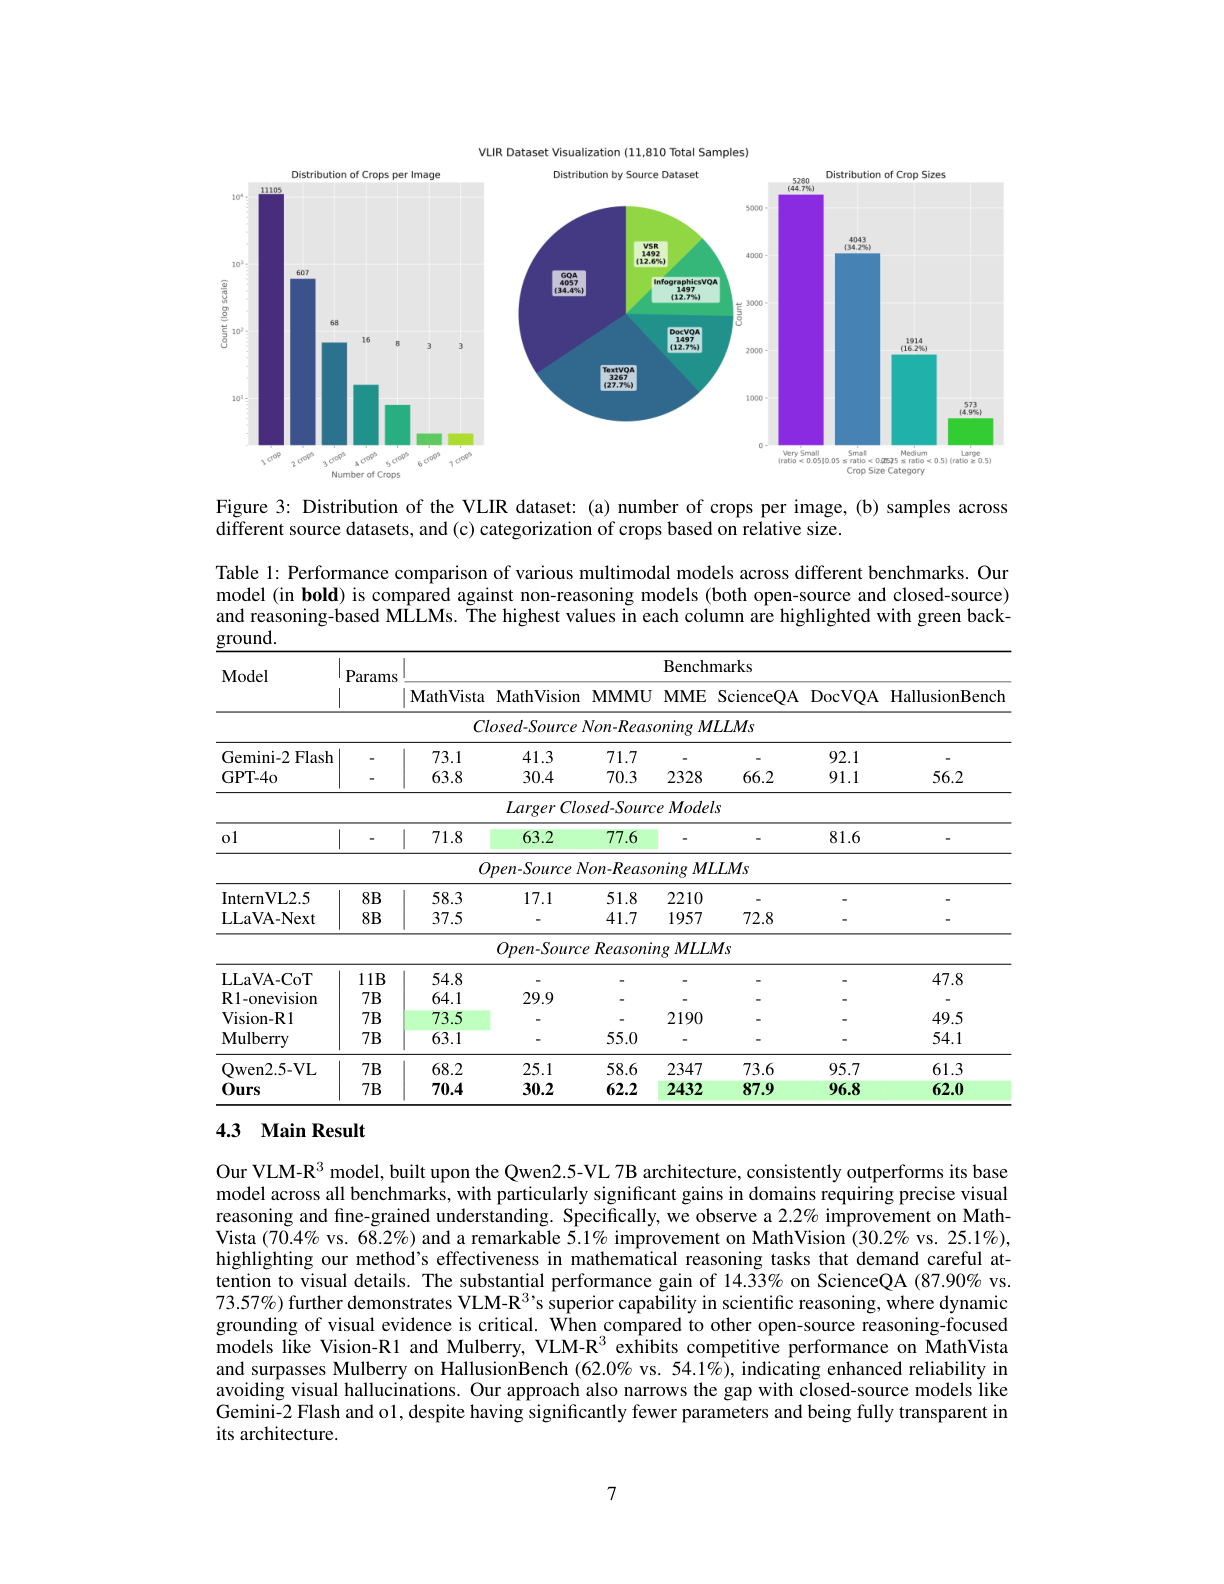 VLIR Dataset Visualization (11,810 Total Samples)
Distribution of Crops per Image
11105
607
68
16
8
3
3
10⁴
10³
10²
10¹
Count (log scale)
1 crop
2 crops
3 crops
4 crops
5 crops
6 crops
7 crops
Number of Crops
Distribution by Source Dataset
VSR
1492
(12.6%)
GQA
4057
(34.4%)
InfographicsVQA
1497
(12.7%)
DocVQA
1497
(12.7%)
TextVQA
3267
(27.7%)
Distribution of Crop Sizes
5280
(44.7%)
4043
(34.2%)
1914
(16.2%)
573
(4.9%)
5000
4000
3000
2000
1000
0
Count
Very Small
(ratio < 0.05)
Small
Medium
Large
(ratio ≥ 0.5)
Crop Size Category
Figure 3: Distribution of the VLIR dataset: (a) number of crops per image, (b) samples across
different source datasets, and (c) categorization of crops based on relative size.
Table 1: Performance comparison of various multimodal models across different benchmarks. Our
model (in bold) is compared against non-reasoning models (both open-source and closed-source)
and reasoning-based MLLMs. The highest values in each column are highlighted with green back-
ground.
Model Params Benchmarks
MathVista MathVision MMMU MME ScienceQA DocVQA HallusionBench
Closed-Source Non-Reasoning MLLMs
Gemini-2 Flash - 73.1 41.3 71.7 - - 92.1 -
GPT-4o - 63.8 30.4 70.3 2328 66.2 91.1 56.2
Larger Closed-Source Models
o1 - 71.8 63.2 77.6 - - 81.6 -
Open-Source Non-Reasoning MLLMs
InternVL2.5 8B 58.3 17.1 51.8 2210 - - -
LLaVA-Next 8B 37.5 - 41.7 1957 72.8 - -
Open-Source Reasoning MLLMs
LLaVA-CoT 11B 54.8 - - - - - 47.8
R1-onevision 7B 64.1 29.9 - - - - -
Vision-R1 7B 73.5 - - 2190 - - 49.5
Mulberry 7B 63.1 - 55.0 - - - 54.1
Qwen2.5-VL 7B 68.2 25.1 58.6 2347 73.6 95.7 61.3
Ours 7B 70.4 30.2 62.2 2432 87.9 96.8 62.0
4.3 Main Result
Our VLM-R³ model, built upon the Qwen2.5-VL 7B architecture, consistently outperforms its base
model across all benchmarks, with particularly significant gains in domains requiring precise visual
reasoning and fine-grained understanding. Specifically, we observe a 2.2% improvement on Math-
Vista (70.4% vs. 68.2%) and a remarkable 5.1% improvement on MathVision (30.2% vs. 25.1%),
highlighting our method's effectiveness in mathematical reasoning tasks that demand careful at-
tention to visual details. The substantial performance gain of 14.33% on ScienceQA (87.90% vs.
73.57%) further demonstrates VLM-R³'s superior capability in scientific reasoning, where dynamic
grounding of visual evidence is critical. When compared to other open-source reasoning-focused
models like Vision-R1 and Mulberry, VLM-R³ exhibits competitive performance on MathVista
and surpasses Mulberry on HallusionBench (62.0% vs. 54.1%), indicating enhanced reliability in
avoiding visual hallucinations. Our approach also narrows the gap with closed-source models like
Gemini-2 Flash and o1, despite having significantly fewer parameters and being fully transparent in
its architecture.
7